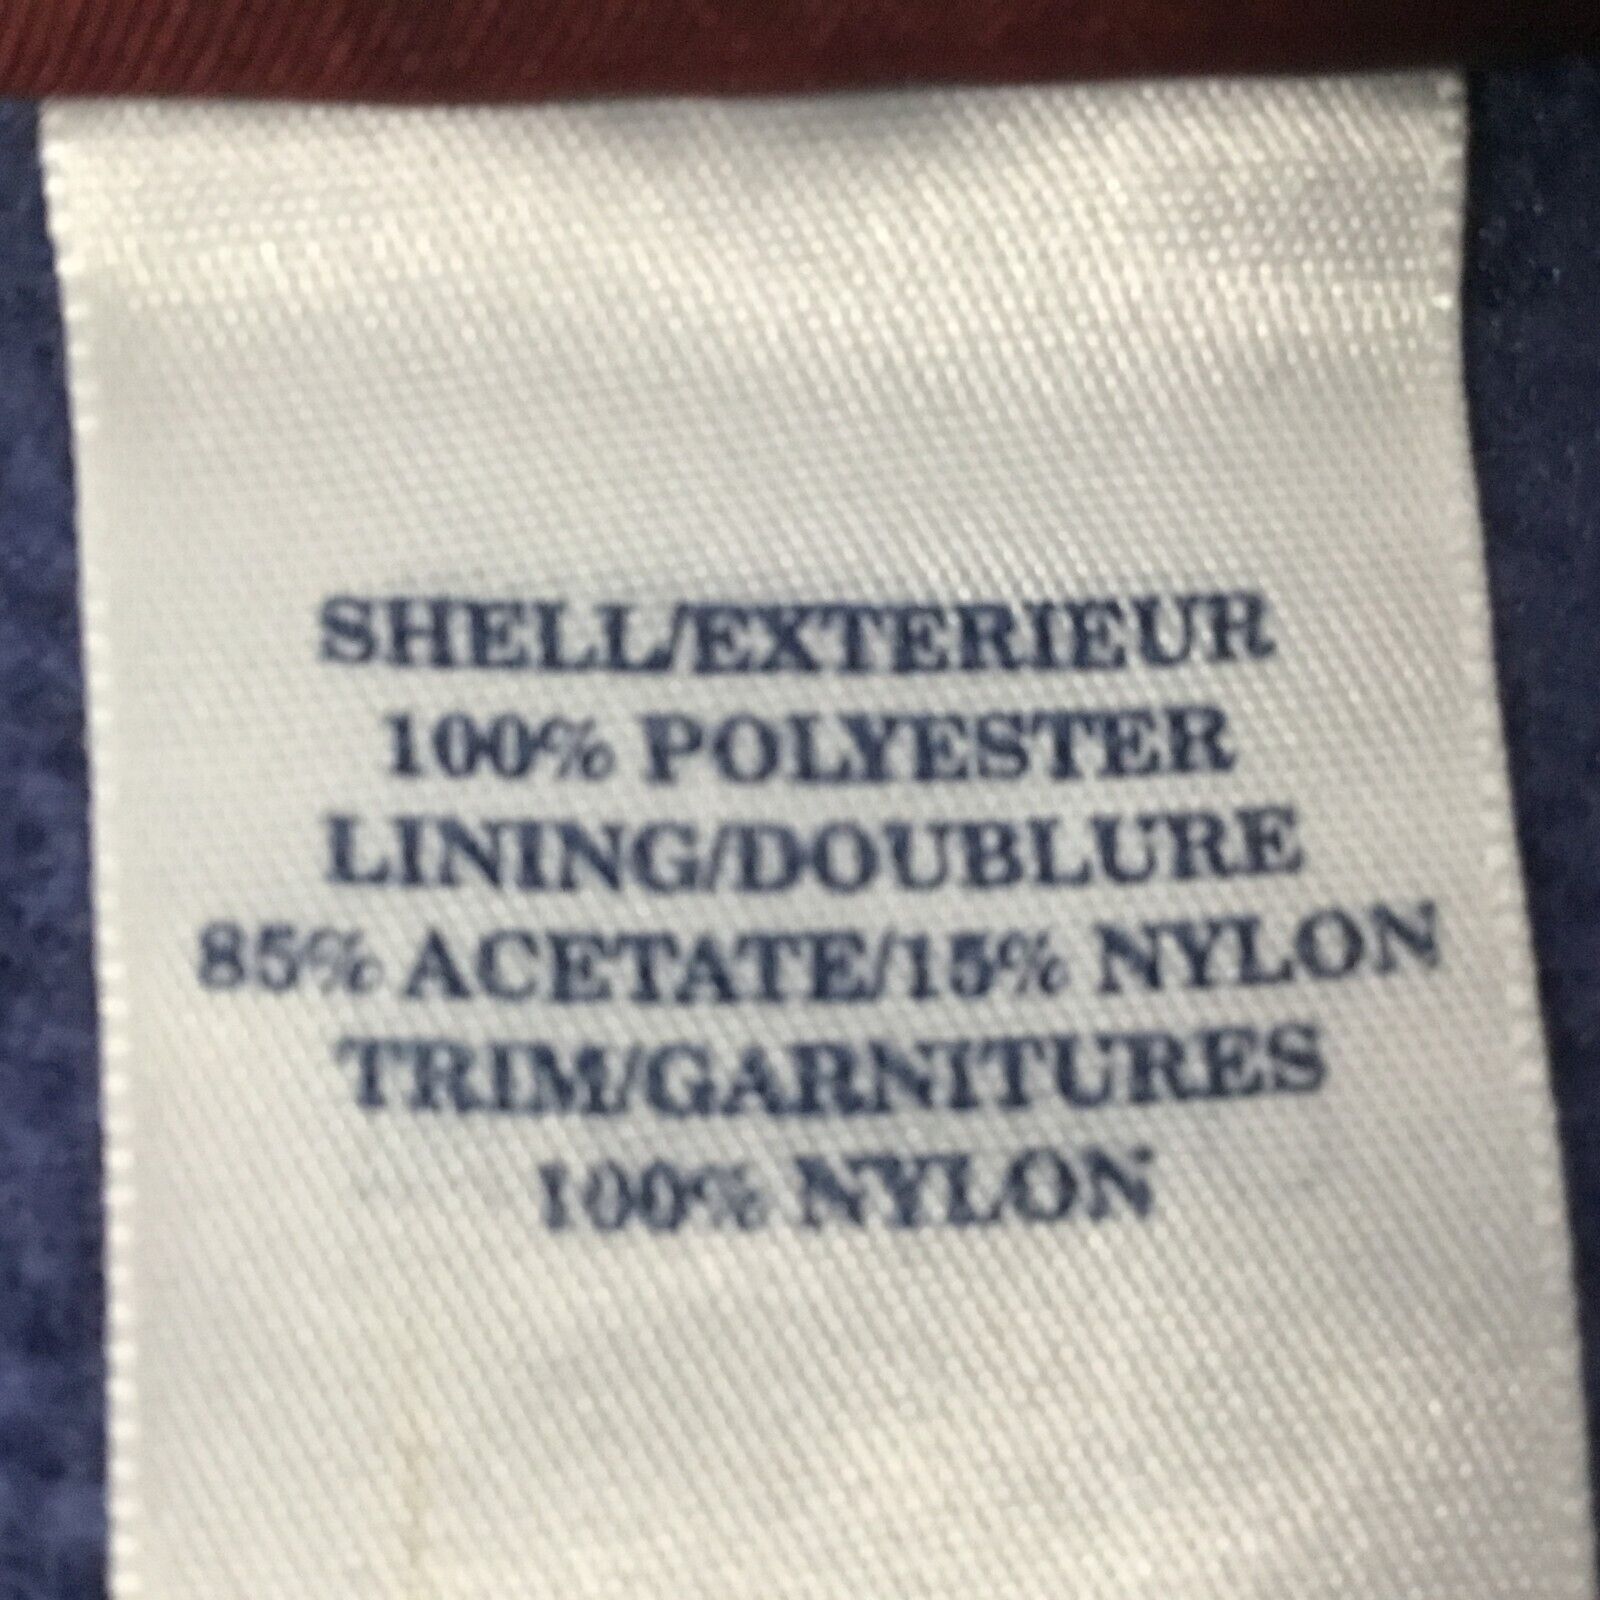 SHELL/EXTERIEUR
100% POLYESTER
LINING/DOUBLURE
85% ACETATE/15% NYLON
TRIM/GARNITURES
100% NYLON